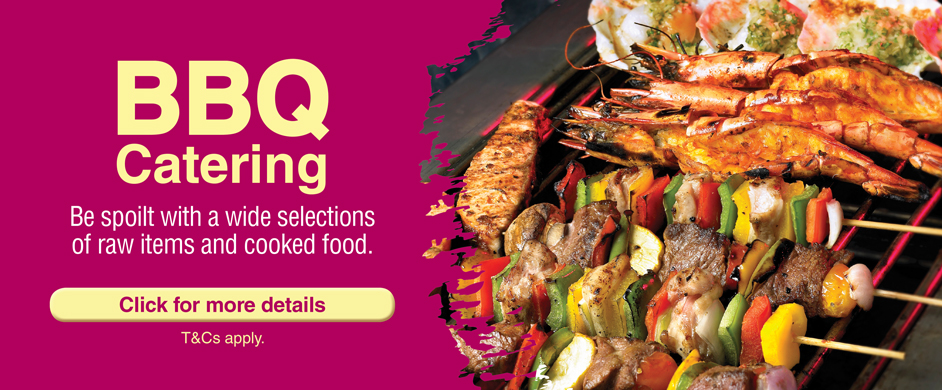 BBQ
Catering
Be spoilt with a wide selections
of raw items and cooked food.
Click for more details
T&Cs apply.